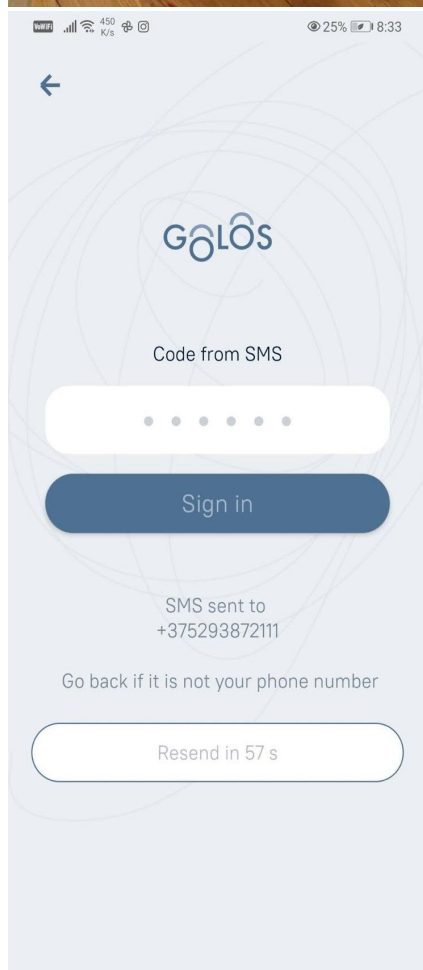 VoWiFi 450 K/s 25% 8:33
GOLOS
Code from SMS
Sign in
SMS sent to
+375293872111
Go back if it is not your phone number
Resend in 57 s